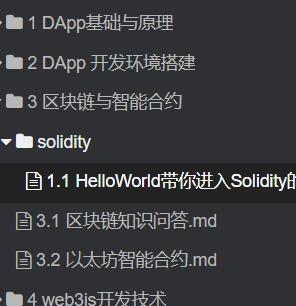 1 DApp基础与原理
2 DApp 开发环境搭建
3 区块链与智能合约
solidity
1.1 HelloWorld带你进入Solidity的
3.1 区块链知识问答.md
3.2 以太坊智能合约.md
4 web3js开发技术